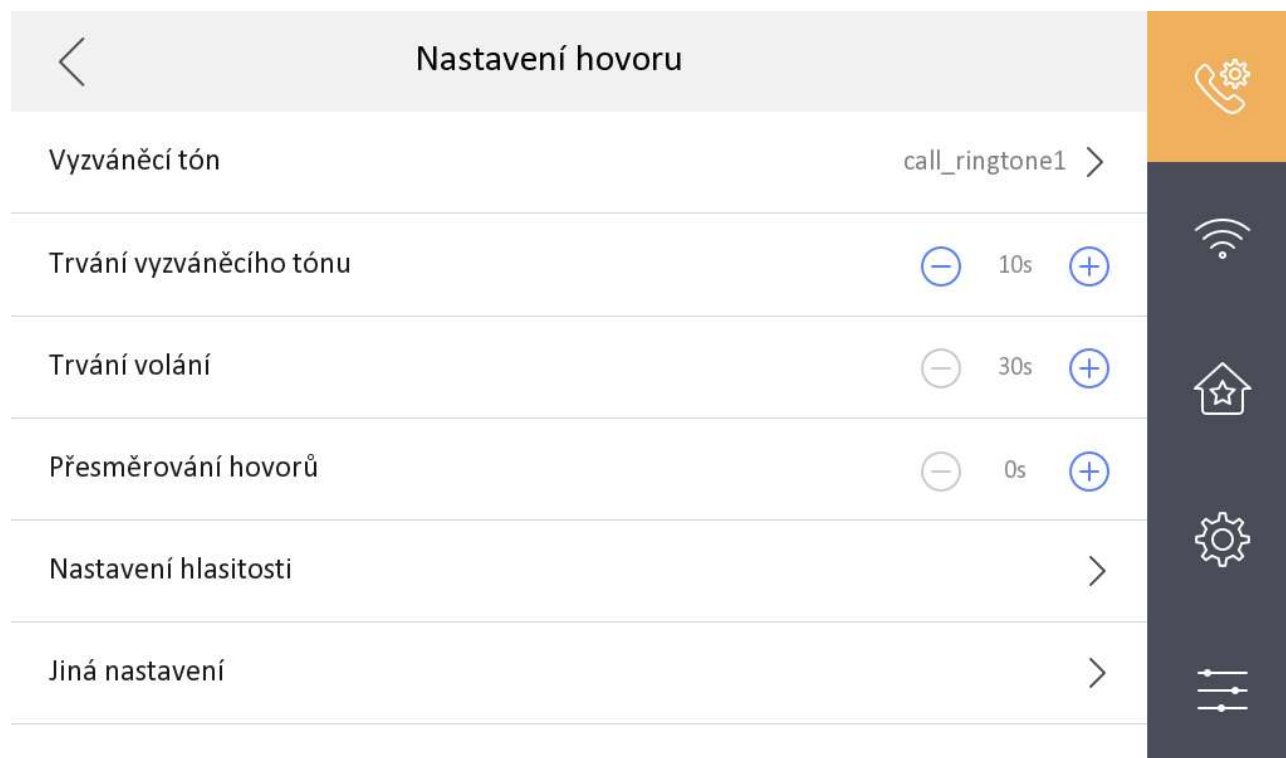 Nastavení hovoru
Vyzváněcí tón call_ringtone1
Trvání vyzváněcího tónu 10s
Trvání volání 30s
Přesměrování hovorů 0s
Nastavení hlasitosti
Jiná nastavení